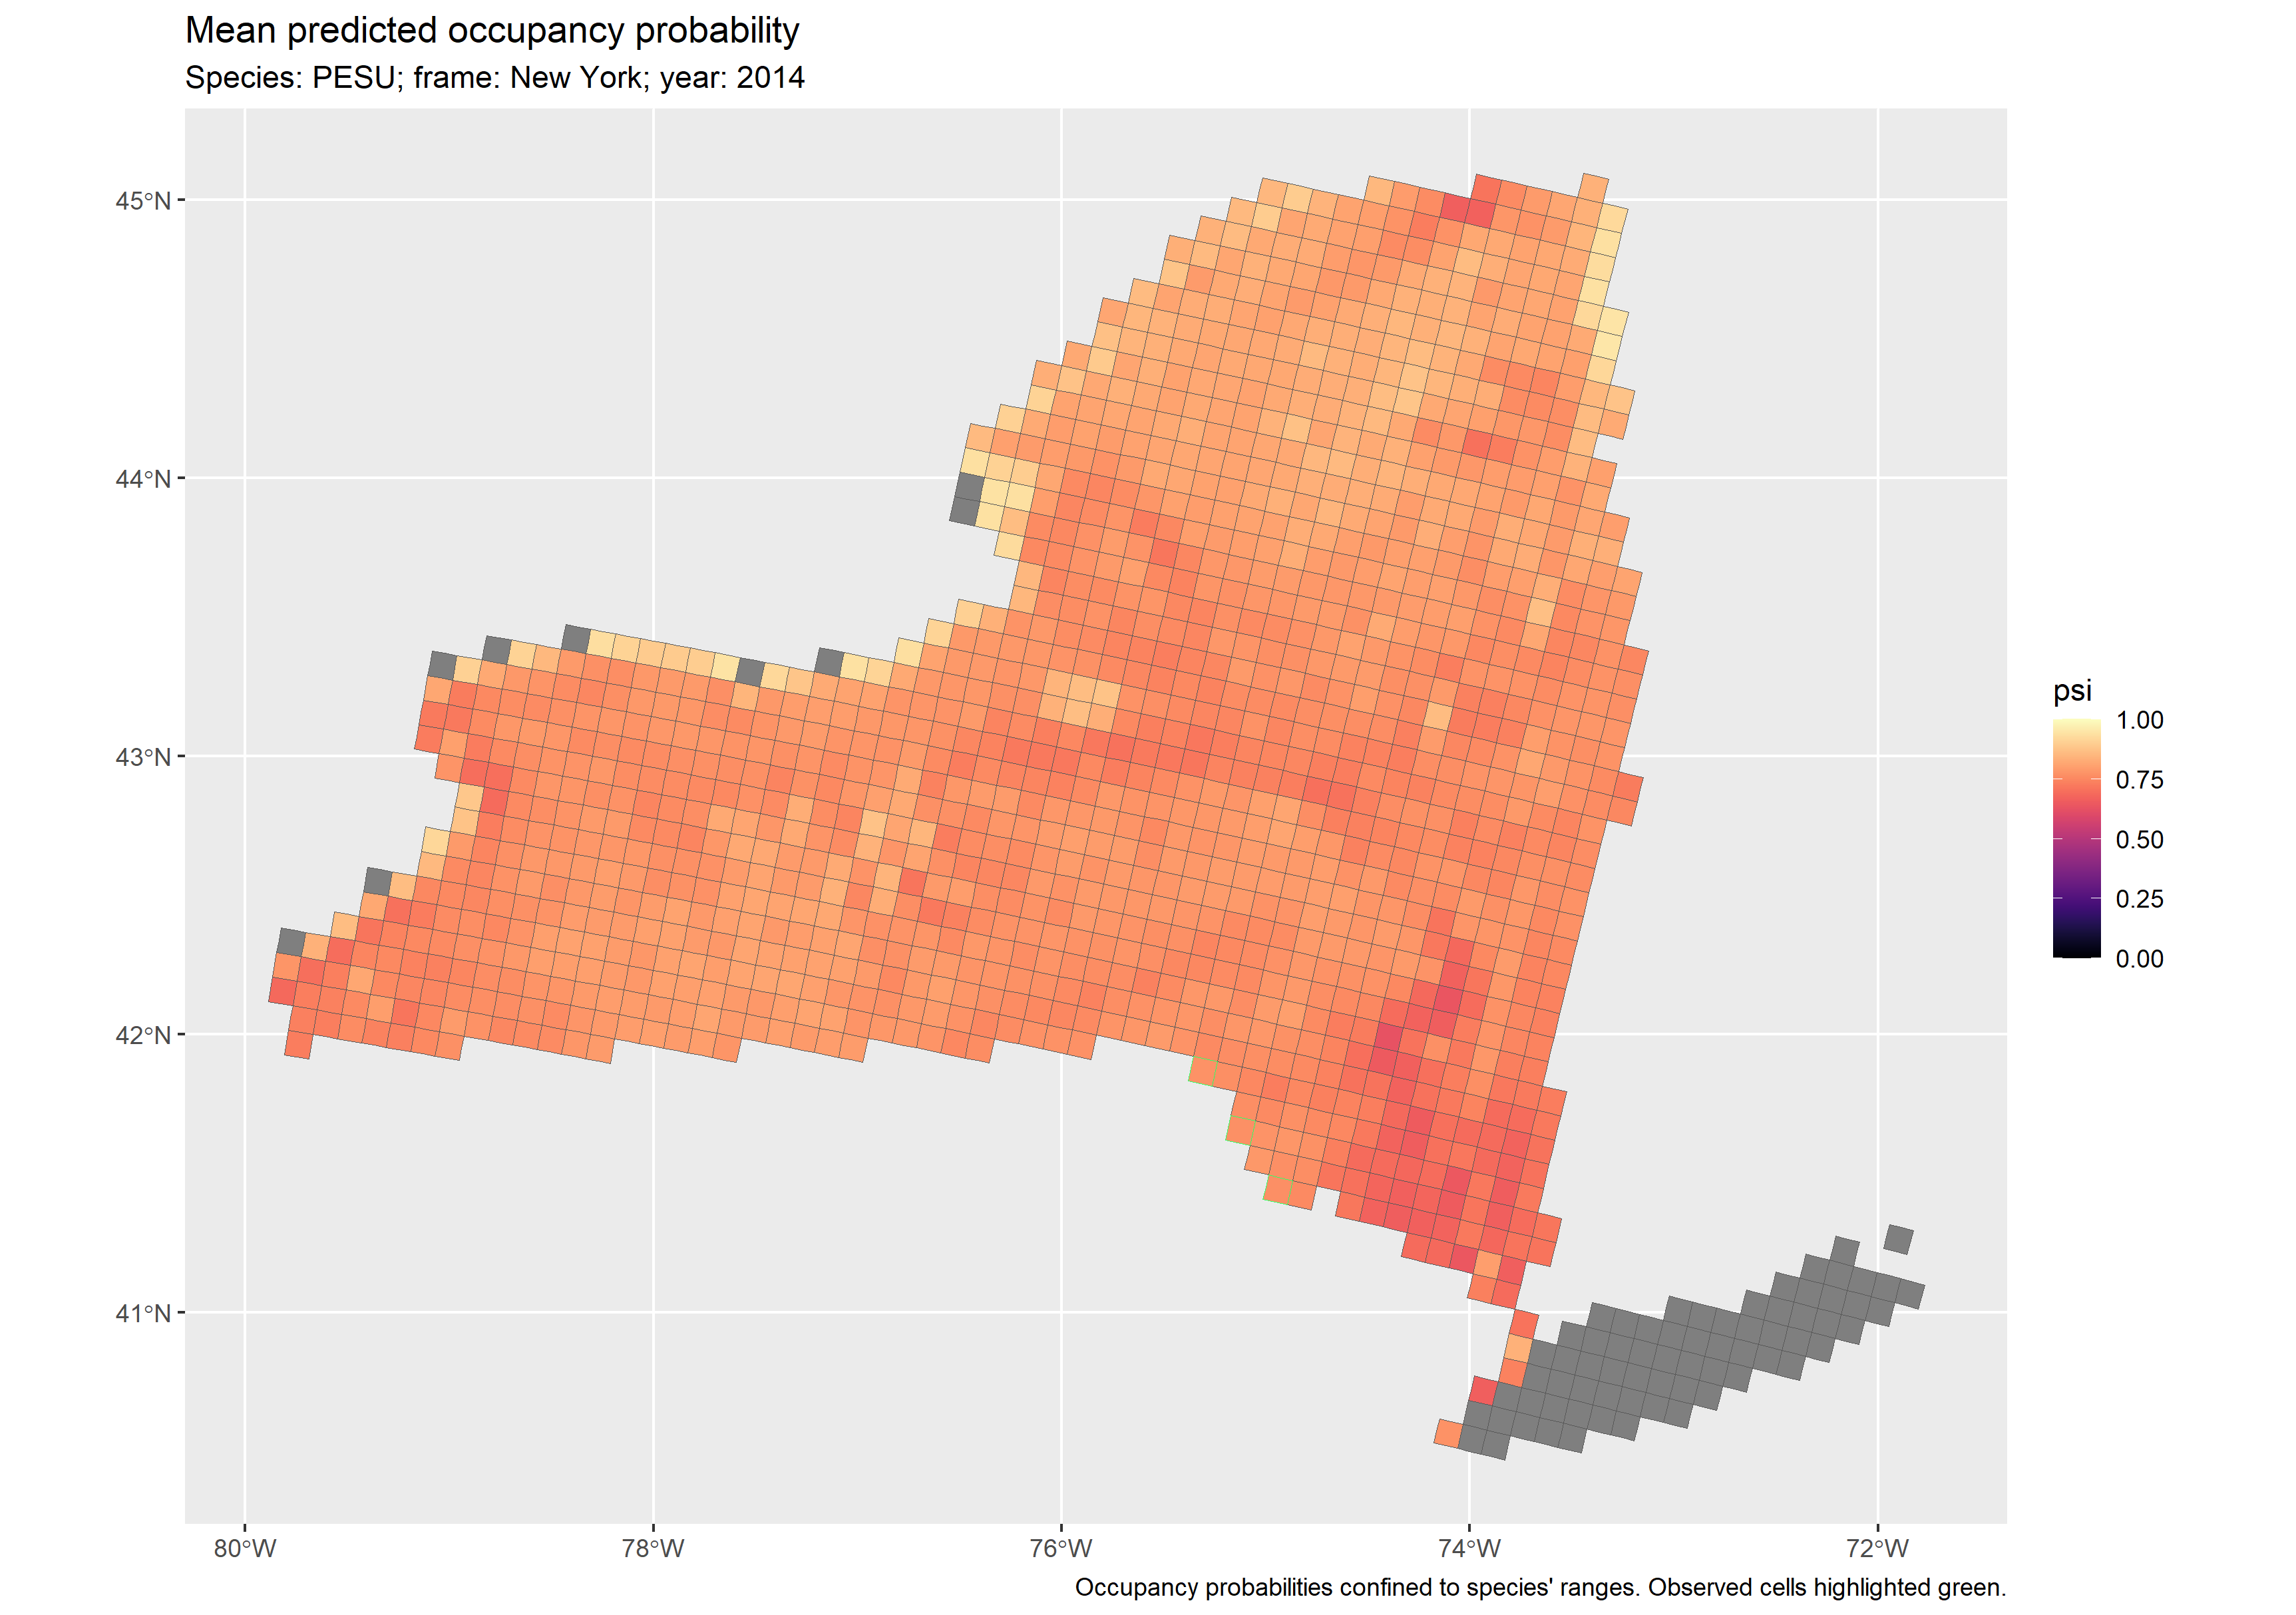 Mean predicted occupancy probability
Species: PESU; frame: New York; year: 2014
45°N
44°N
43°N
42°N
41°N
80°W
78°W
76°W
74°W
72°W
psi
1.00
0.75
0.50
0.25
0.00
Occupancy probabilities confined to species' ranges. Observed cells highlighted green.